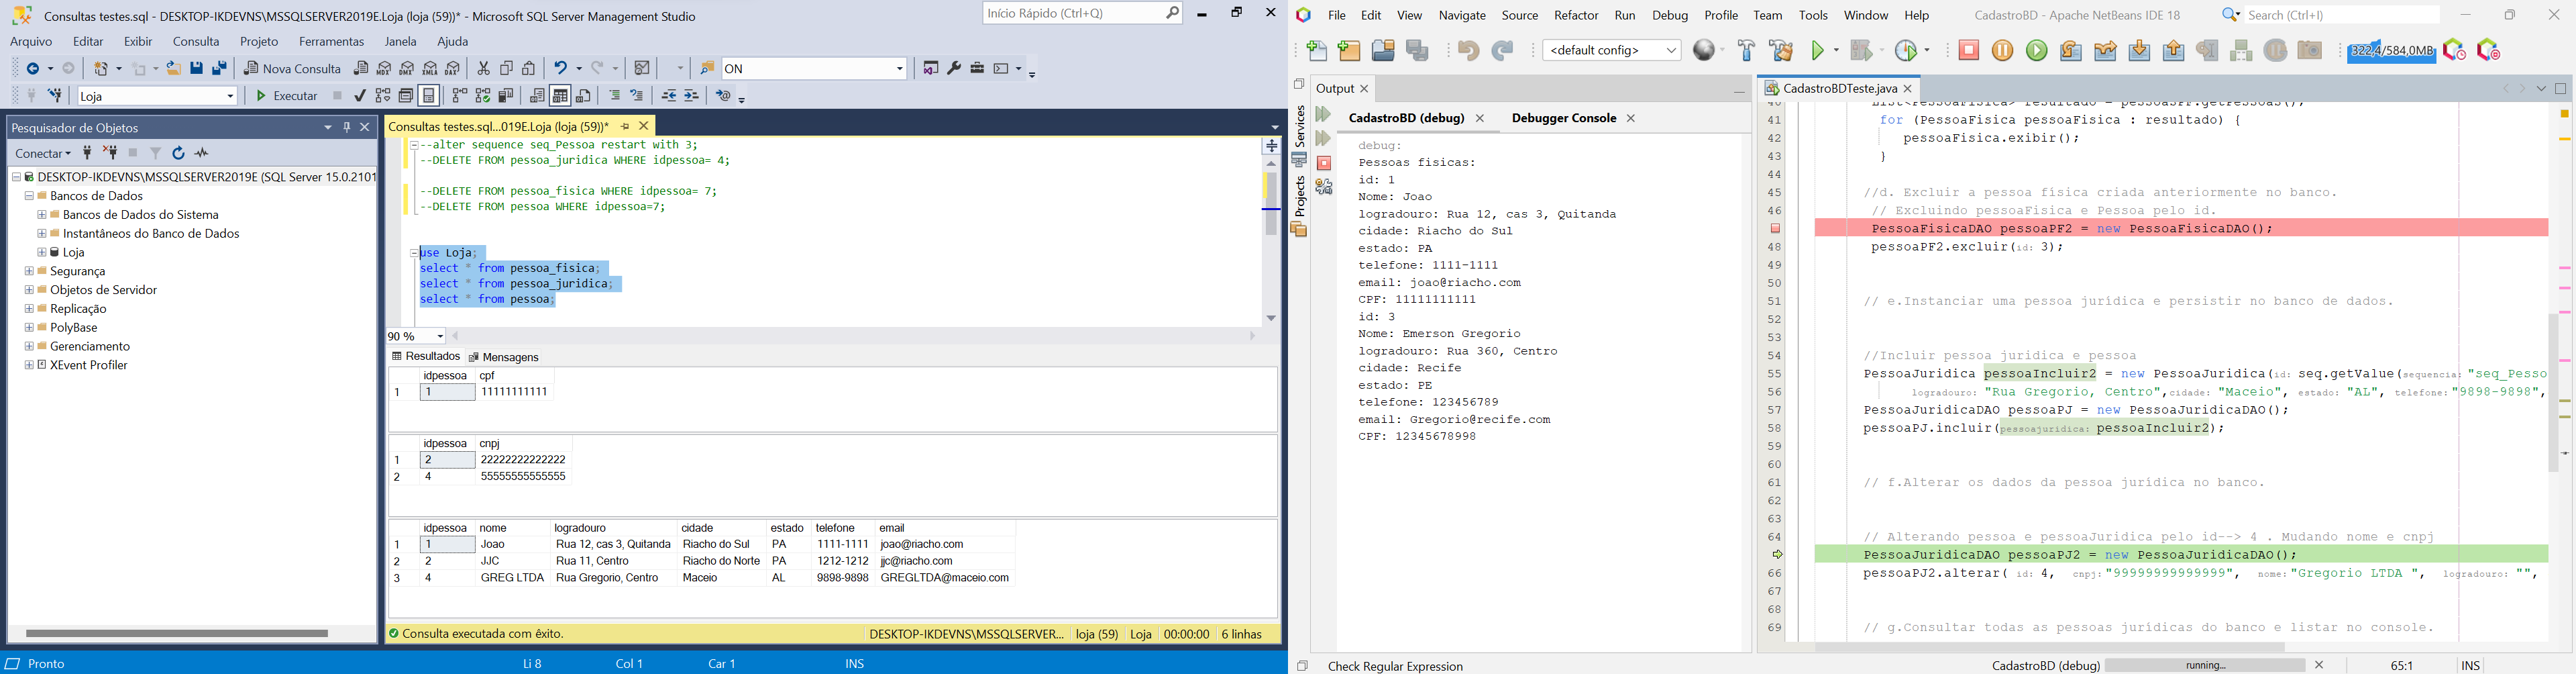 Consultas testes.sql - DESKTOP-IKDEVNS\MSSQLSERVER2019E.Loja (loja (59))* - Microsoft SQL Server Management Studio
Início Rápido (Ctrl+Q)
Arquivo Editar Exibir Consulta Projeto Ferramentas Janela Ajuda
Nova Consulta MDX DMX XMLA DAX ON
Loja Executar
Pesquisador de Objetos
Conectar
DESKTOP-IKDEVNS\MSSQLSERVER2019E (SQL Server 15.0.2101
Bancos de Dados
Bancos de Dados do Sistema
Instantâneos do Banco de Dados
Loja
Segurança
Objetos de Servidor
Replicação
PolyBase
Gerenciamento
XEvent Profiler
Consultas testes.sql...019E.Loja (loja (59))*
--alter sequence seq_Pessoa restart with 3;
--DELETE FROM pessoa_juridica WHERE idpessoa= 4;
--DELETE FROM pessoa_fisica WHERE idpessoa= 7;
--DELETE FROM pessoa WHERE idpessoa=7;
use Loja;
select * from pessoa_fisica;
select * from pessoa_juridica;
select * from pessoa;
90 %
Resultados Mensagens
idpessoa cpf
1 1 11111111111
idpessoa cnpj
1 2 22222222222222
2 4 55555555555555
idpessoa nome logradouro cidade estado telefone email
1 1 Joao Rua 12, cas 3, Quitanda Riacho do Sul PA 1111-1111 joao@riacho.com
2 2 JJC Rua 11, Centro Riacho do Norte PA 1212-1212 jjc@riacho.com
3 4 GREG LTDA Rua Gregorio, Centro Maceio AL 9898-9898 GREGLTDA@maceio.com
Consulta executada com êxito. DESKTOP-IKDEVNS\MSSQLSERVER... loja (59) Loja 00:00:00 6 linhas
Pronto Li 8 Col 1 Car 1 INS
File Edit View Navigate Source Refactor Run Debug Profile Team Tools Window Help CadastroBD - Apache NetBeans IDE 18 Search (Ctrl+I)
<default config> 322,4/584,0MB
Services
Projects
Output
CadastroBD (debug) Debugger Console
debug:
Pessoas fisicas:
id: 1
Nome: Joao
logradouro: Rua 12, cas 3, Quitanda
cidade: Riacho do Sul
estado: PA
telefone: 1111-1111
email: joao@riacho.com
CPF: 11111111111
id: 3
Nome: Emerson Gregorio
logradouro: Rua 360, Centro
cidade: Recife
estado: PE
telefone: 123456789
email: Gregorio@recife.com
CPF: 12345678998
CadastroBDTeste.java
40 List<PessoaFisica> resultado = pessoasPF.getPessoas();
41 for (PessoaFisica pessoaFisica : resultado) {
42 pessoaFisica.exibir();
43 }
44
45 //d. Excluir a pessoa física criada anteriormente no banco.
46 // Excluindo pessoaFisica e Pessoa pelo id.
PessoaFisicaDAO pessoaPF2 = new PessoaFisicaDAO();
48 pessoaPF2.excluir(id: 3);
49
50
51 // e.Instanciar uma pessoa jurídica e persistir no banco de dados.
52
53
54 //Incluir pessoa juridica e pessoa
55 PessoaJuridica pessoaIncluir2 = new PessoaJuridica(id: seq.getValue(sequencia: "seq_Pesso
56 logradouro: "Rua Gregorio, Centro",cidade: "Maceio", estado: "AL", telefone:"9898-9898",
57 PessoaJuridicaDAO pessoaPJ = new PessoaJuridicaDAO();
58 pessoaPJ.incluir(pessoajuridica: pessoaIncluir2);
59
60
61 // f.Alterar os dados da pessoa jurídica no banco.
62
63
64 // Alterando pessoa e pessoaJuridica pelo id--> 4 . Mudando nome e cnpj
PessoaJuridicaDAO pessoaPJ2 = new PessoaJuridicaDAO();
66 pessoaPJ2.alterar( id: 4, cnpj:"99999999999999", nome:"Gregorio LTDA ", logradouro: "",
67
68
69 // g.Consultar todas as pessoas jurídicas do banco e listar no console.
Check Regular Expression CadastroBD (debug) running... 65:1 INS